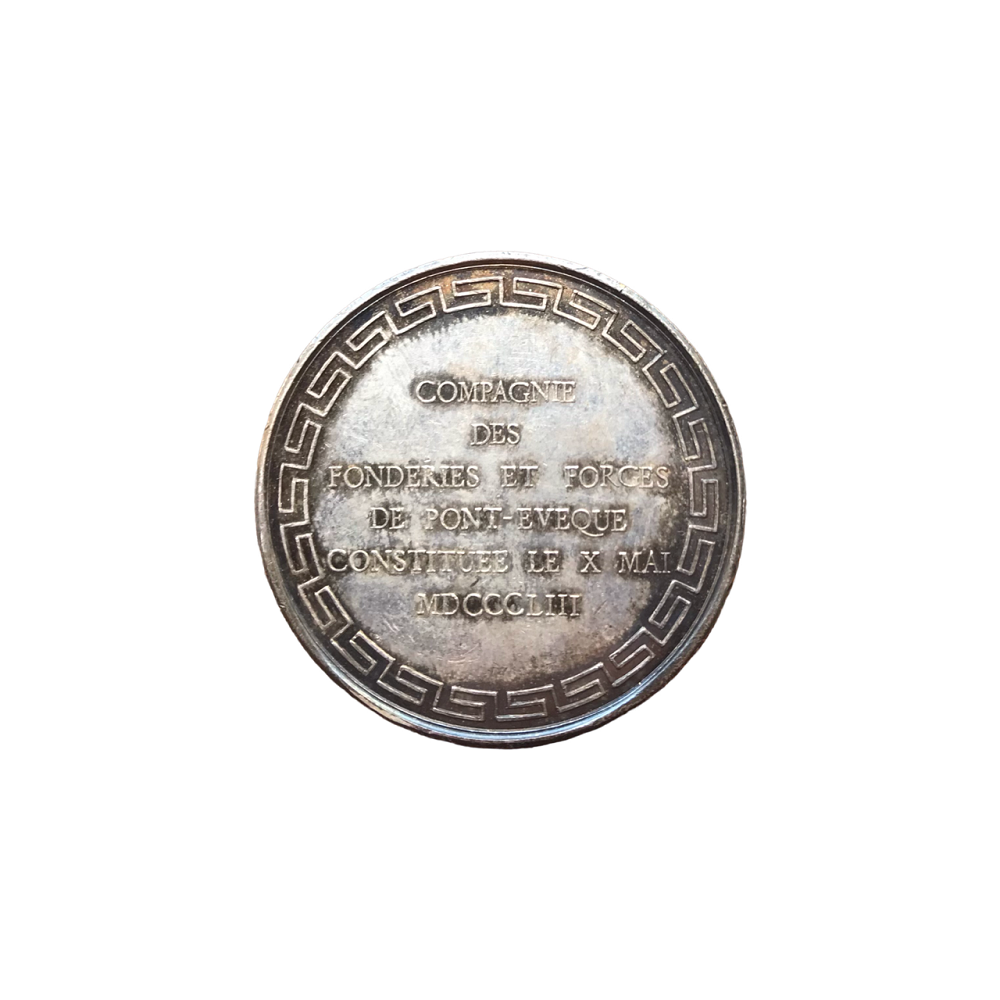 COMPAGNIE
DES
FONDERIES ET FORGES
DE PONT-EVEQUE
CONSTITUEE LE X MAI
MDCCCLIII